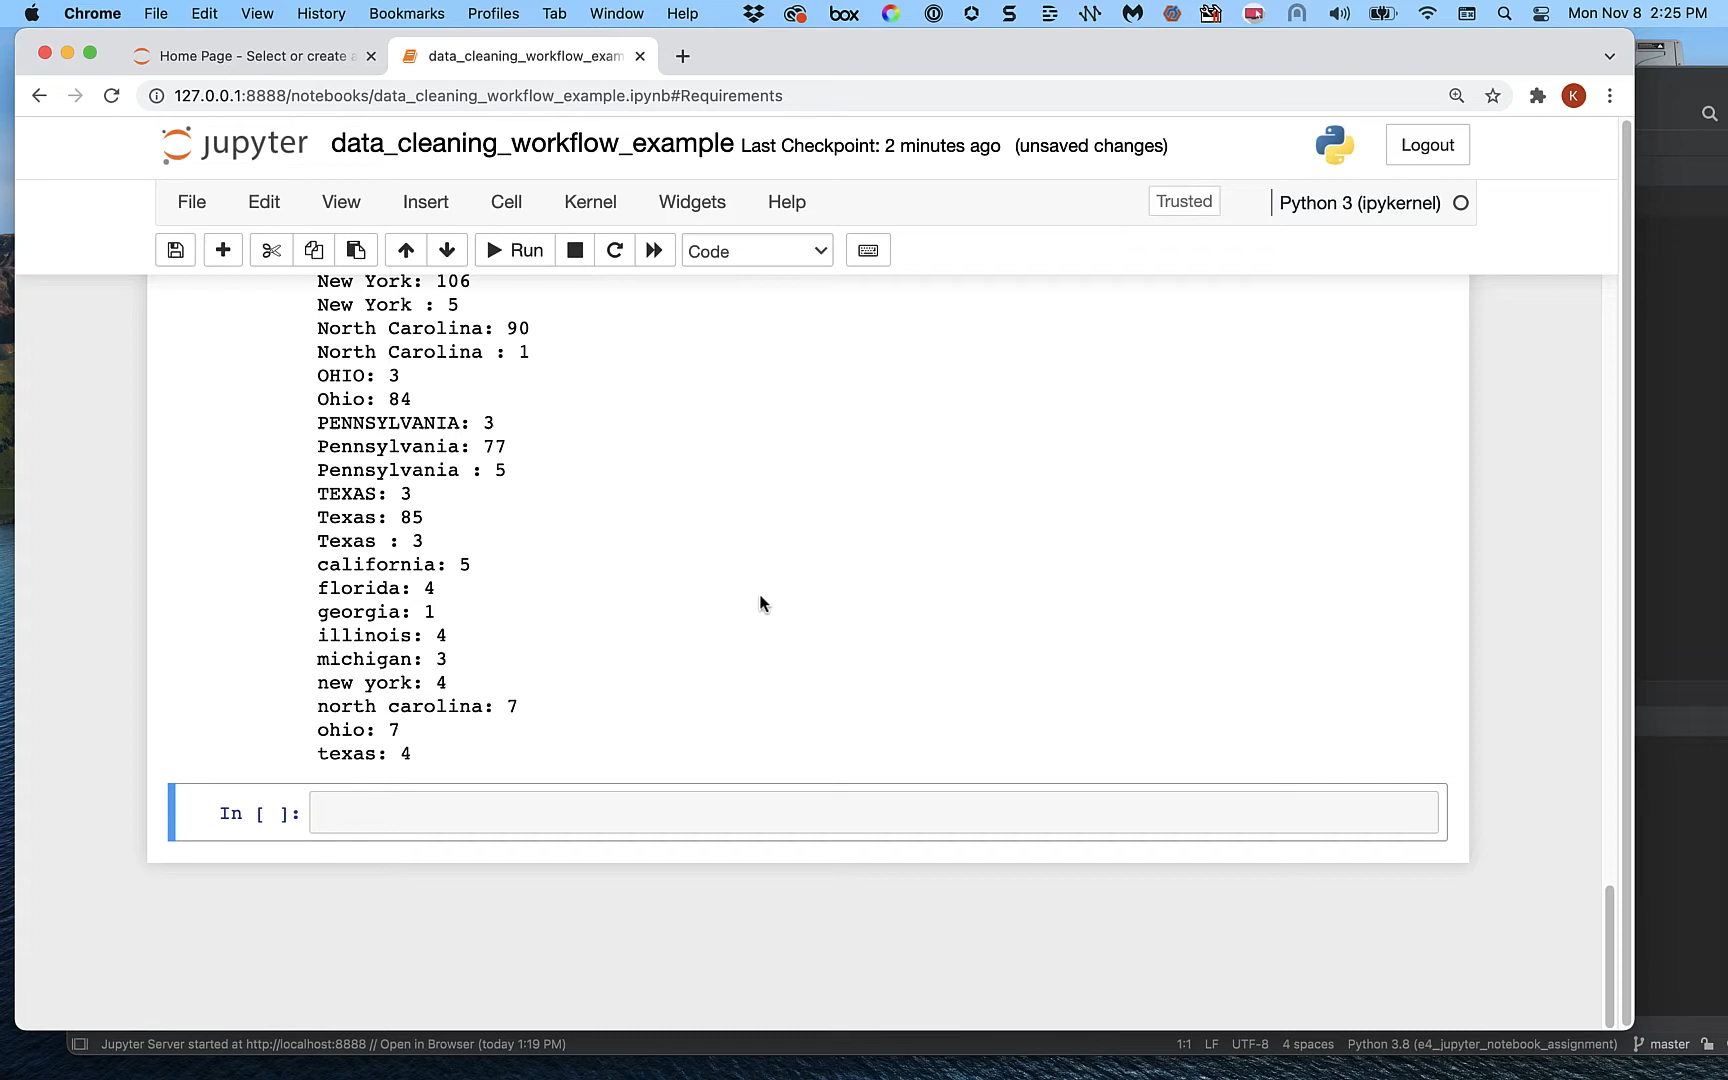 Chrome File Edit View History Bookmarks Profiles Tab Window Help box Mon Nov 8 2:25 PM
Home Page - Select or create a data_cleaning_workflow_exam
127.0.0.1:8888/notebooks/data_cleaning_workflow_example.ipynb#Requirements K
jupyter data_cleaning_workflow_example Last Checkpoint: 2 minutes ago (unsaved changes) Logout
File Edit View Insert Cell Kernel Widgets Help Trusted Python 3 (ipykernel)
Run Code
New York: 106
New York : 5
North Carolina: 90
North Carolina : 1
OHIO: 3
Ohio: 84
PENNSYLVANIA: 3
Pennsylvania: 77
Pennsylvania : 5
TEXAS: 3
Texas: 85
Texas : 3
california: 5
florida: 4
georgia: 1
illinois: 4
michigan: 3
new york: 4
north carolina: 7
ohio: 7
texas: 4
In [ ]:
Jupyter Server started at http://localhost:8888 // Open in Browser (today 1:19 PM) 1:1 LF UTF-8 4 spaces Python 3.8 (e4_jupyter_notebook_assignment) master